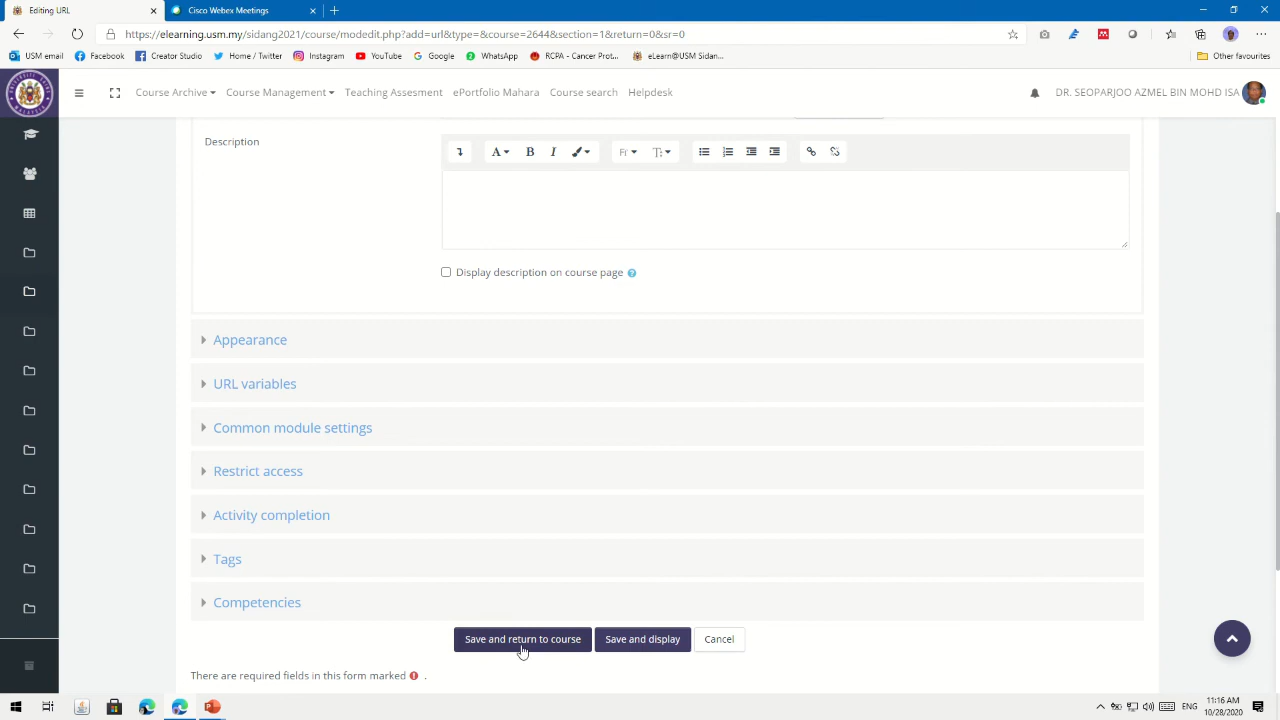 Editing URL
Cisco Webex Meetings
https://elearning.usm.my/sidang2021/course/modedit.php?add=url&type=&course=2644&section=1&return=0&sr=0
USM email Facebook Creator Studio Home / Twitter Instagram YouTube Google WhatsApp RCPA - Cancer Prot... eLearn@USM Sidan... Other favourites
Course Archive Course Management Teaching Assesment ePortfolio Mahara Course search Helpdesk DR. SEOPARJOO AZMEL BIN MOHD ISA
Description
Display description on course page
Appearance
URL variables
Common module settings
Restrict access
Activity completion
Tags
Competencies
Save and return to course Save and display Cancel
There are required fields in this form marked .
ENG 11:16 AM
10/28/2020